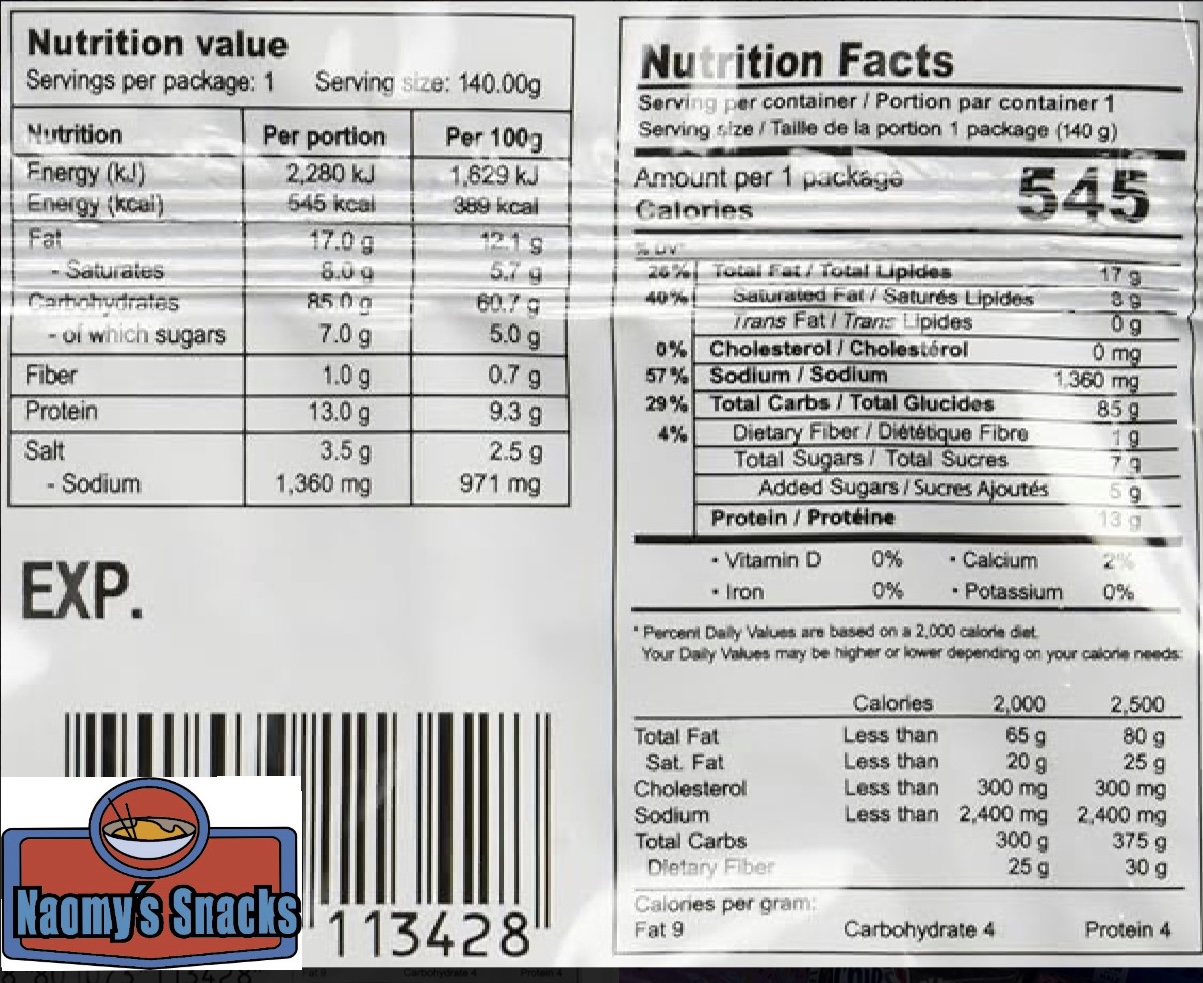 Nutrition value
Servings per package: 1 Serving size: 140.00g
Nutrition Per portion Per 100g
Energy (kJ) 2,280 kJ 1,629 kJ
Energy (kcal) 545 kcal 389 kcal
Fat 17.0 g 12.1 g
- Saturates 8.0 g 5.7 g
Carbohydrates 85.0 g 60.7 g
- of which sugars 7.0 g 5.0 g
Fiber 1.0 g 0.7 g
Protein 13.0 g 9.3 g
Salt 3.5 g 2.5 g
- Sodium 1,360 mg 971 mg
EXP.
Naomy's Snacks
113428
Nutrition Facts
Serving per container / Portion par container 1
Serving size / Taille de la portion 1 package (140 g)
Amount per 1 package
Calories 545
% DV*
26% Total Fat / Total Lipides 17 g
40% Saturated Fat / Saturés Lipides 8 g
Trans Fat / Trans Lipides 0 g
0% Cholesterol / Cholestérol 0 mg
57% Sodium / Sodium 1,360 mg
29% Total Carbs / Total Glucides 85 g
4% Dietary Fiber / Diététique Fibre 1 g
Total Sugars / Total Sucres 7 g
Added Sugars / Sucres Ajoutés 5 g
Protein / Protéine 13 g
• Vitamin D 0% • Calcium 2%
• Iron 0% • Potassium 0%
* Percent Daily Values are based on a 2,000 calorie diet.
Your Daily Values may be higher or lower depending on your calorie needs:
Calories 2,000 2,500
Total Fat Less than 65 g 80 g
Sat. Fat Less than 20 g 25 g
Cholesterol Less than 300 mg 300 mg
Sodium Less than 2,400 mg 2,400 mg
Total Carbs 300 g 375 g
Dietary Fiber 25 g 30 g
Calories per gram:
Fat 9 Carbohydrate 4 Protein 4
Fat 9 Carbohydrate 4 Protein 4